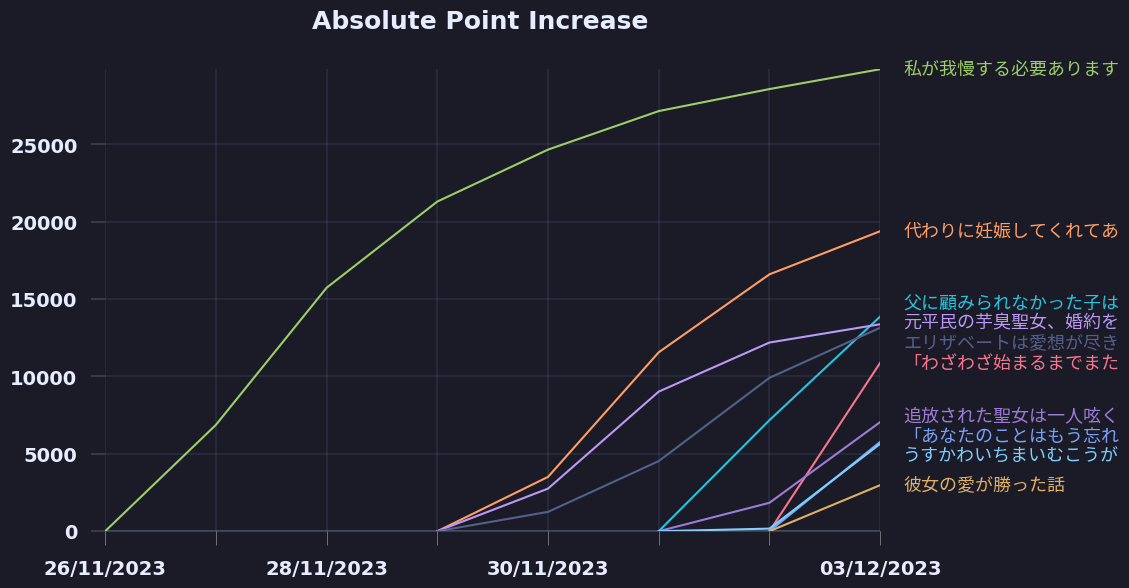 Absolute Point Increase
私が我慢する必要あります
25000
20000
代わりに妊娠してくれてあ
15000
父に顧みられなかった子は
元平民の芋臭聖女、婚約を
エリザベートは愛想が尽き
10000
「わざわざ始まるまでまた
追放された聖女は一人呟く
「あなたのことはもう忘れ
5000
うすかわいちまいむこうが
彼女の愛が勝った話
0
26/11/2023
28/11/2023
30/11/2023
03/12/2023